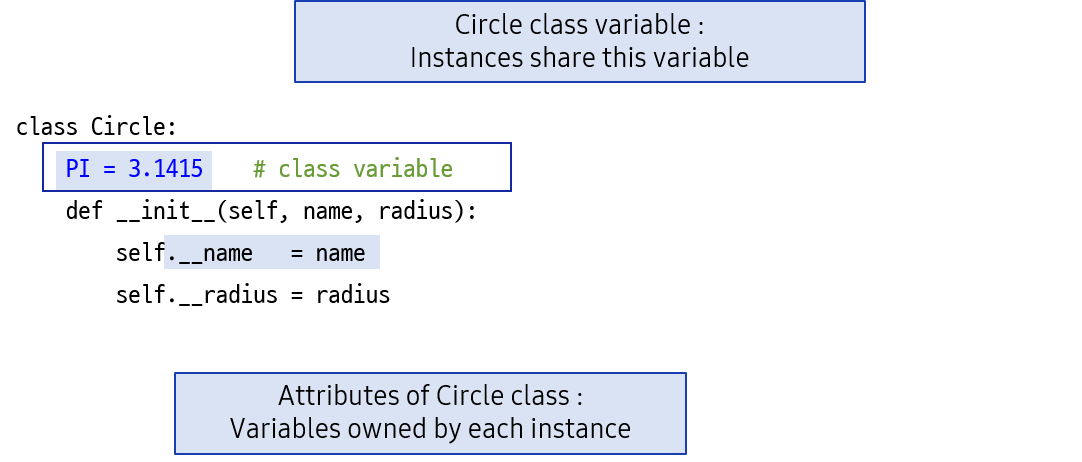 Circle class variable :
Instances share this variable
class Circle:
    PI = 3.1415    # class variable
    def __init__(self, name, radius):
        self.__name   = name
        self.__radius = radius
Attributes of Circle class :
Variables owned by each instance